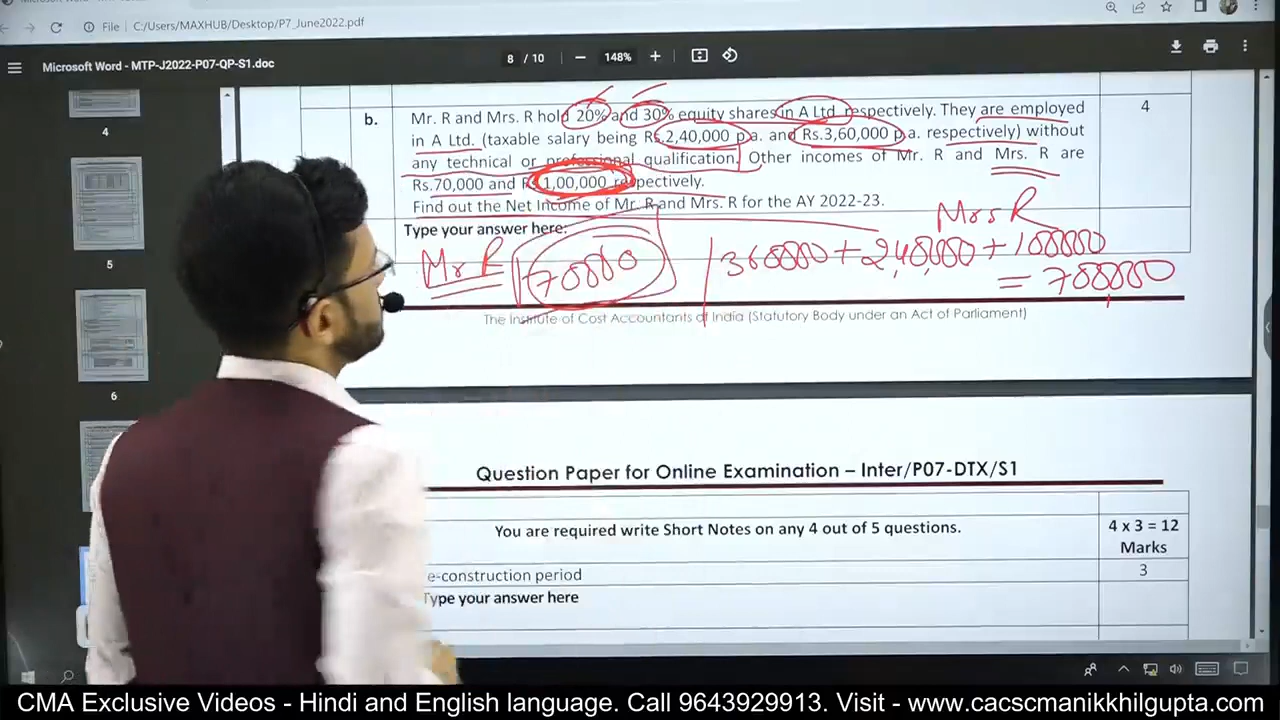 File
C:/Users/MAXHUB/Desktop/P7_June2022.pdf
Microsoft Word - MTP-J2022-P07-QP-S1.doc
8 / 10
148%
4
5
6
b.
Mr. R and Mrs. R hold 20% and 30% equity shares in A Ltd respectively. They are employed
in A Ltd. (taxable salary being Rs.2,40,000 p.a. and Rs.3,60,000 p.a. respectively) without
any technical or professional qualification. Other incomes of Mr. R and Mrs. R are
Rs.70,000 and Rs.1,00,000 respectively.
Find out the Net Income of Mr. R and Mrs. R for the AY 2022-23.
4
Type your answer here:
Mrs R
Mr R 70000 360000 + 240,000 + 100000
= 700000
The Institute of Cost Accountants of India (Statutory Body under an Act of Parliament)
Question Paper for Online Examination – Inter/P07-DTX/S1
You are required write Short Notes on any 4 out of 5 questions.
4 x 3 = 12
Marks
e-construction period
3
Type your answer here
CMA Exclusive Videos - Hindi and English language. Call 9643929913. Visit - www.cacscmanikkhilgupta.com